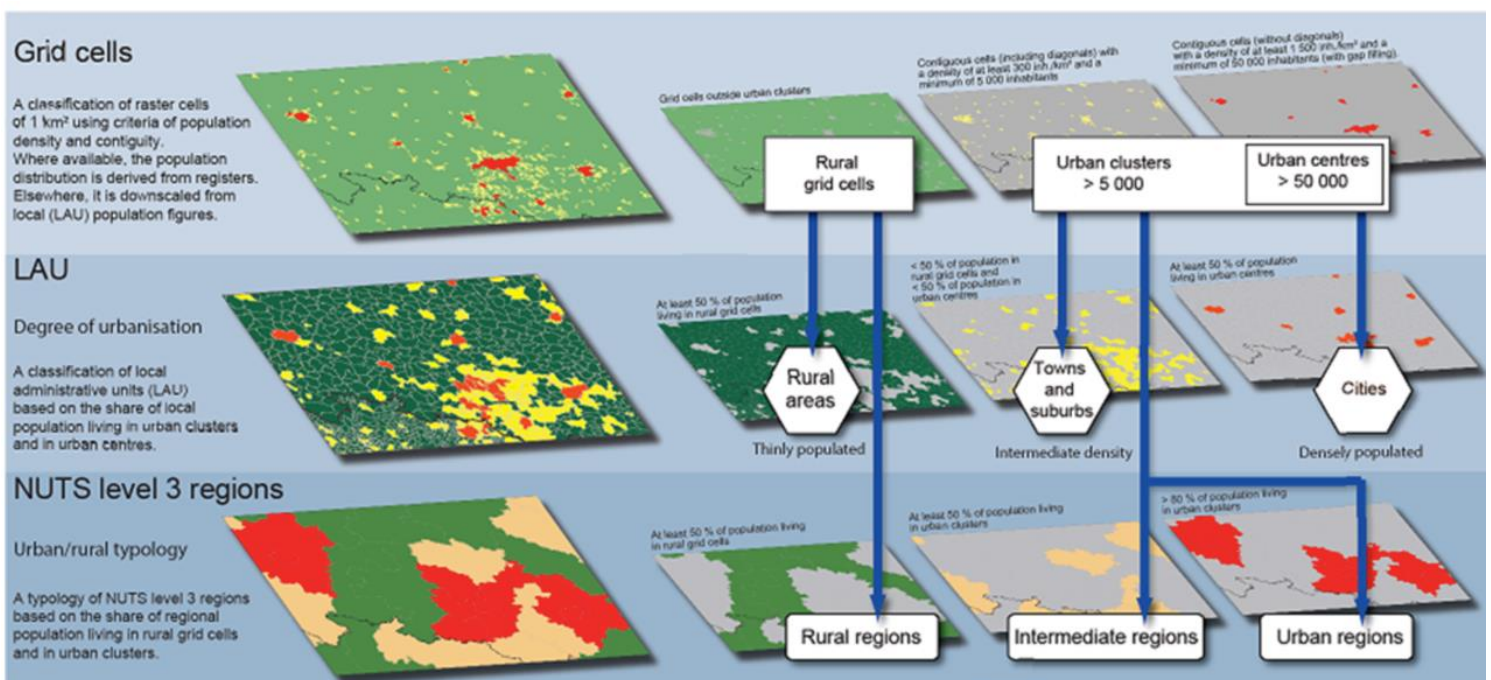 Grid cells
A classification of raster cells
of 1 km² using criteria of population
density and contiguity.
Where available, the population
distribution is derived from registers.
Elsewhere, it is downscaled from
local (LAU) population figures.
Grid cells outside urban clusters
Contiguous cells (including diagonals) with
a density of at least 300 inh./km² and a
minimum of 5 000 inhabitants
Contiguous cells (without diagonals)
with a density of at least 1 500 inh./km² and a
minimum of 50 000 inhabitants (with gap filling).
Rural
grid cells
Urban clusters
> 5 000
Urban centres
> 50 000
LAU
Degree of urbanisation
A classification of local
administrative units (LAU)
based on the share of local
population living in urban clusters
and in urban centres.
At least 50 % of population
living in rural grid cells
< 50 % of population in
rural grid cells and
< 50 % of population in
urban centres
At least 50 % of population
living in urban centres
Rural
areas
Towns
and
suburbs
Cities
Thinly populated
Intermediate density
Densely populated
NUTS level 3 regions
Urban/rural typology
A typology of NUTS level 3 regions
based on the share of regional
population living in rural grid cells
and in urban clusters.
At least 50 % of population living
in rural grid cells
At least 50 % of population living
in urban clusters
> 80 % of population living
in urban clusters
Rural regions
Intermediate regions
Urban regions